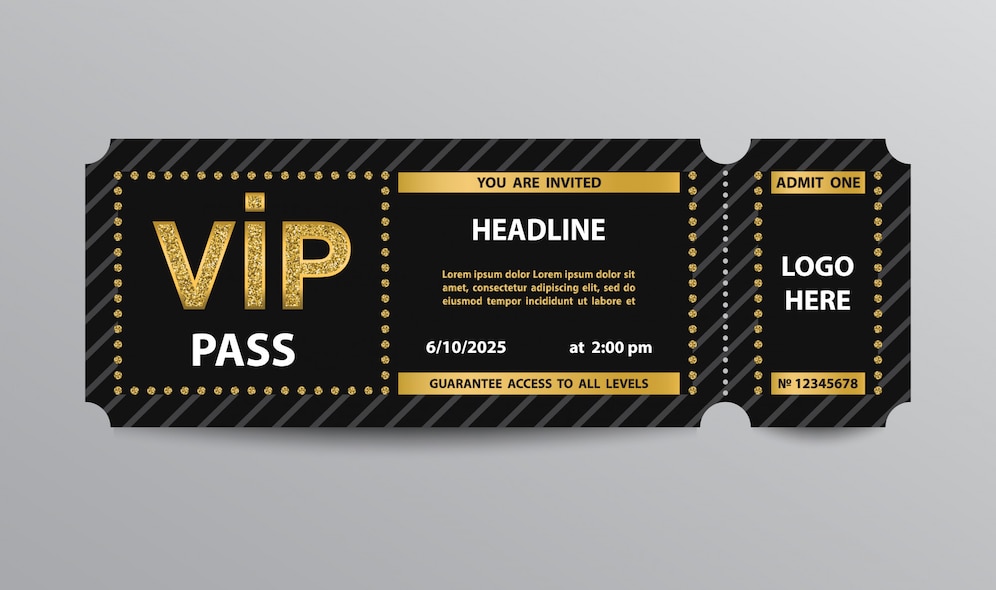 ViP
PASS
YOU ARE INVITED
HEADLINE
Lorem ipsum dolor Lorem ipsum dolor sit
amet, consectetur adipiscing elit, sed do
eiusmod tempor incididunt ut labore et
6/10/2025 at 2:00 pm
GUARANTEE ACCESS TO ALL LEVELS
ADMIT ONE
LOGO
HERE
№ 12345678